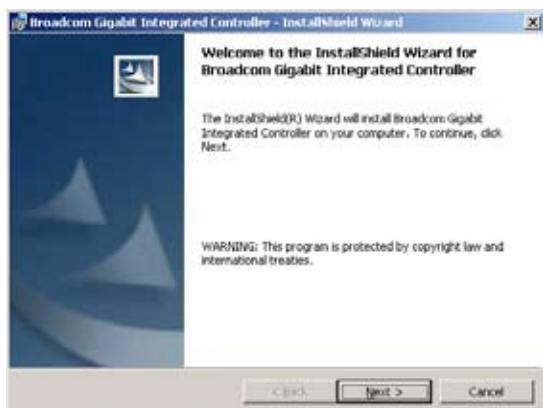 Broadcom Gigabit Integrated Controller - InstallShield Wizard
Welcome to the InstallShield Wizard for
Broadcom Gigabit Integrated Controller
The InstallShield(R) Wizard will install Broadcom Gigabit
Integrated Controller on your computer. To continue, click
Next.
WARNING: This program is protected by copyright law and
international treaties.
< Back
Next >
Cancel